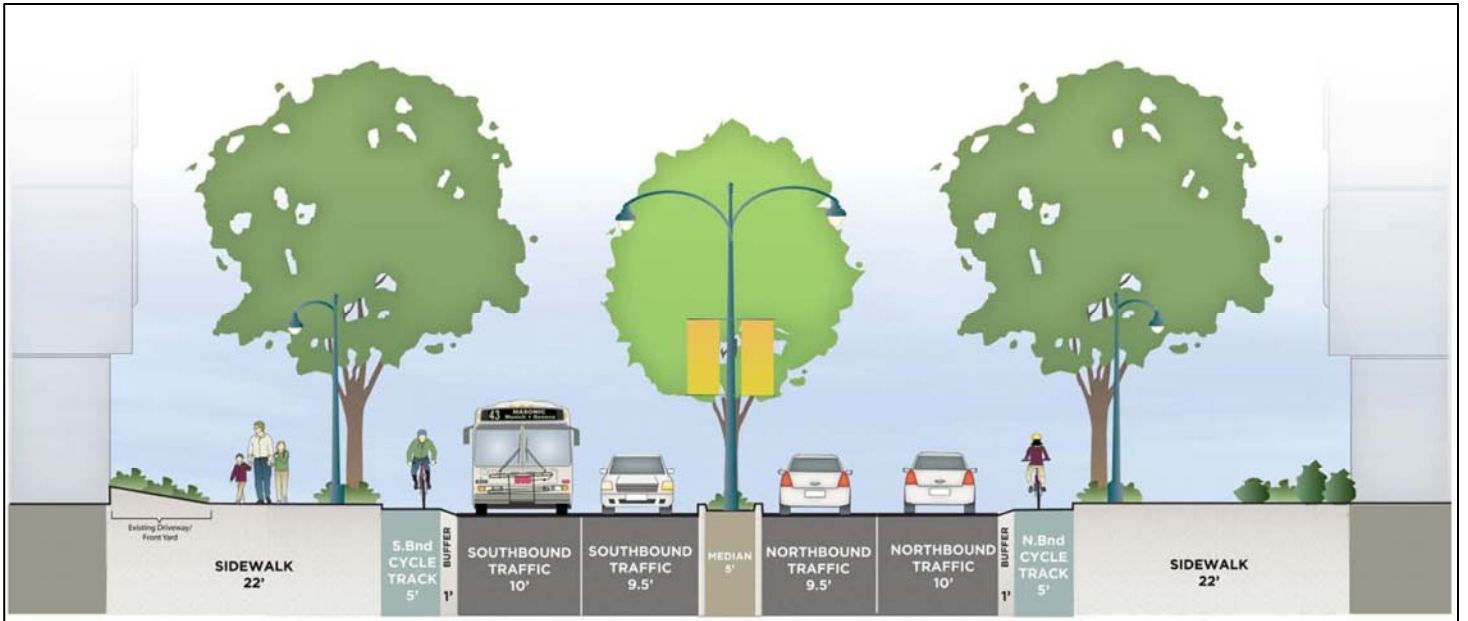 43 MASONIC
Munich + Geneva
Existing Driveway/
Front Yard
SIDEWALK
22'
S.Bnd
CYCLE
TRACK
5'
BUFFER
1'
SOUTHBOUND
TRAFFIC
10'
SOUTHBOUND
TRAFFIC
9.5'
MEDIAN
5'
NORTHBOUND
TRAFFIC
9.5'
NORTHBOUND
TRAFFIC
10'
BUFFER
1'
N.Bnd
CYCLE
TRACK
5'
SIDEWALK
22'